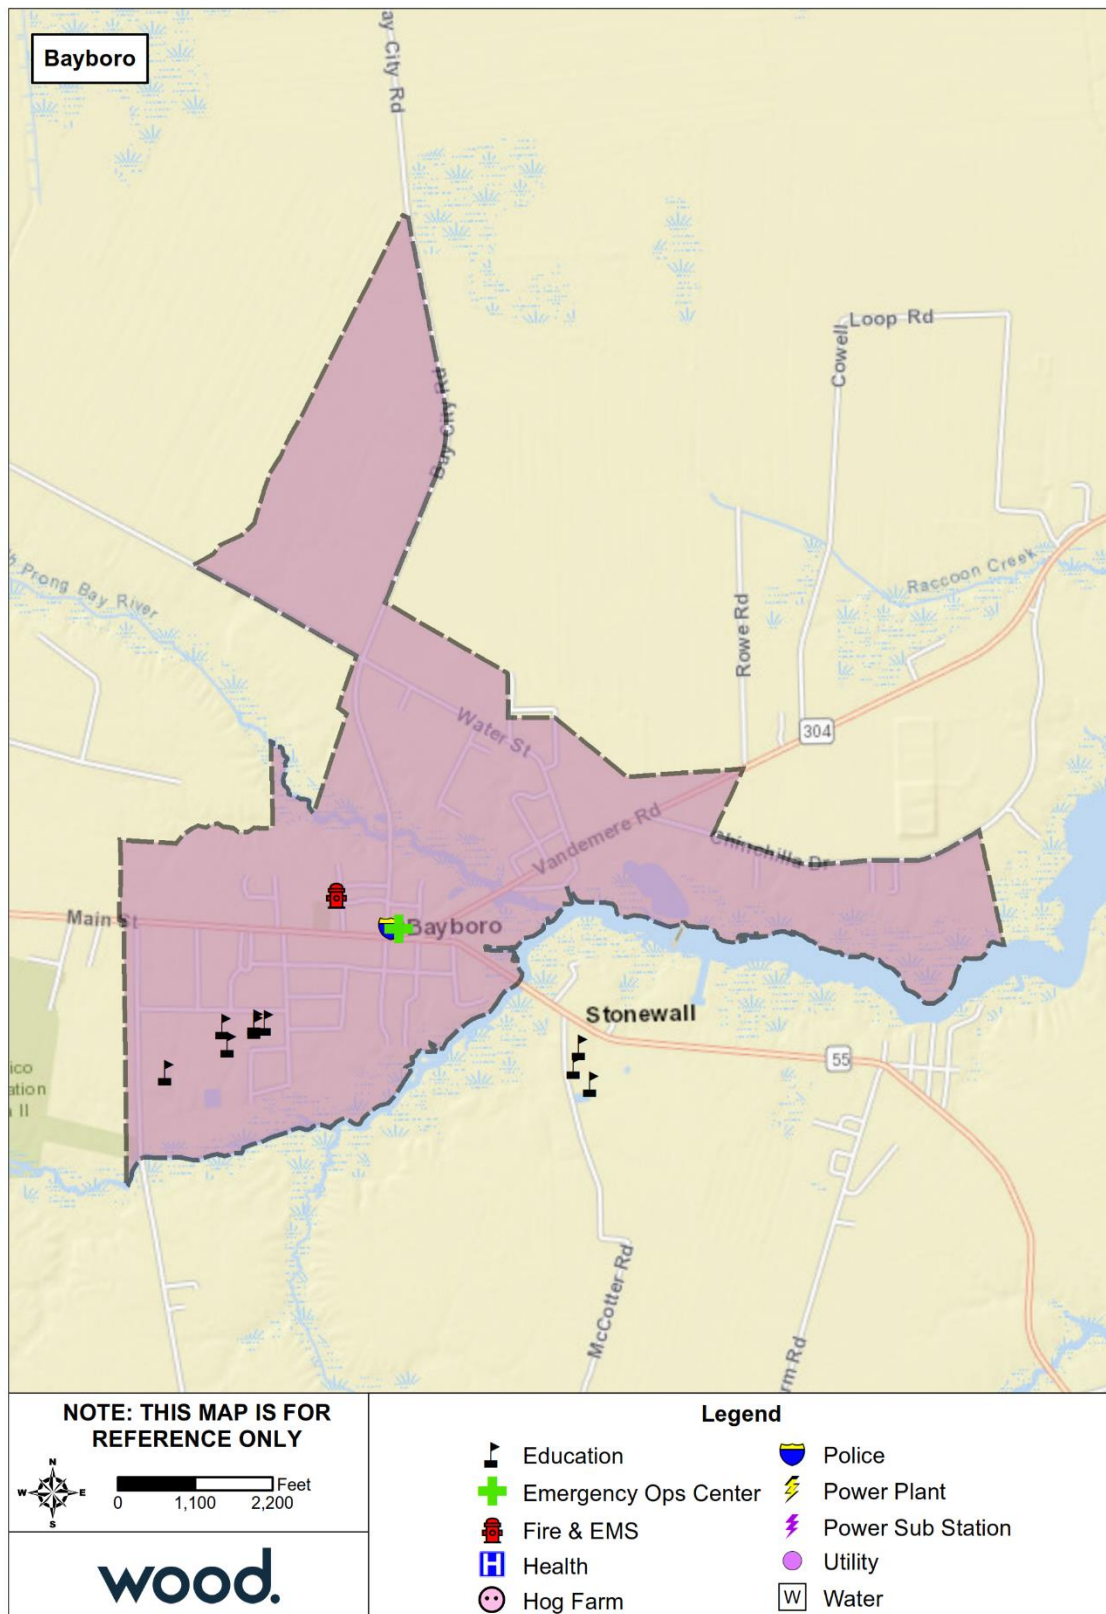 Bayboro
ay City Rd
Loop Rd
Cowell
Bay City Rd
h Prong Bay River
Raccoon Creek
Rowe Rd
Water St
304
Vandemere Rd
Chinchilla Dr
Main St
Bayboro
Stonewall
ico
ation
II
55
McCotter Rd
rm Rd
NOTE: THIS MAP IS FOR
REFERENCE ONLY
N
W E
S
Feet
0 1,100 2,200
wood.
Legend
Education
Emergency Ops Center
Fire & EMS
H Health
Hog Farm
Police
Power Plant
Power Sub Station
Utility
W Water